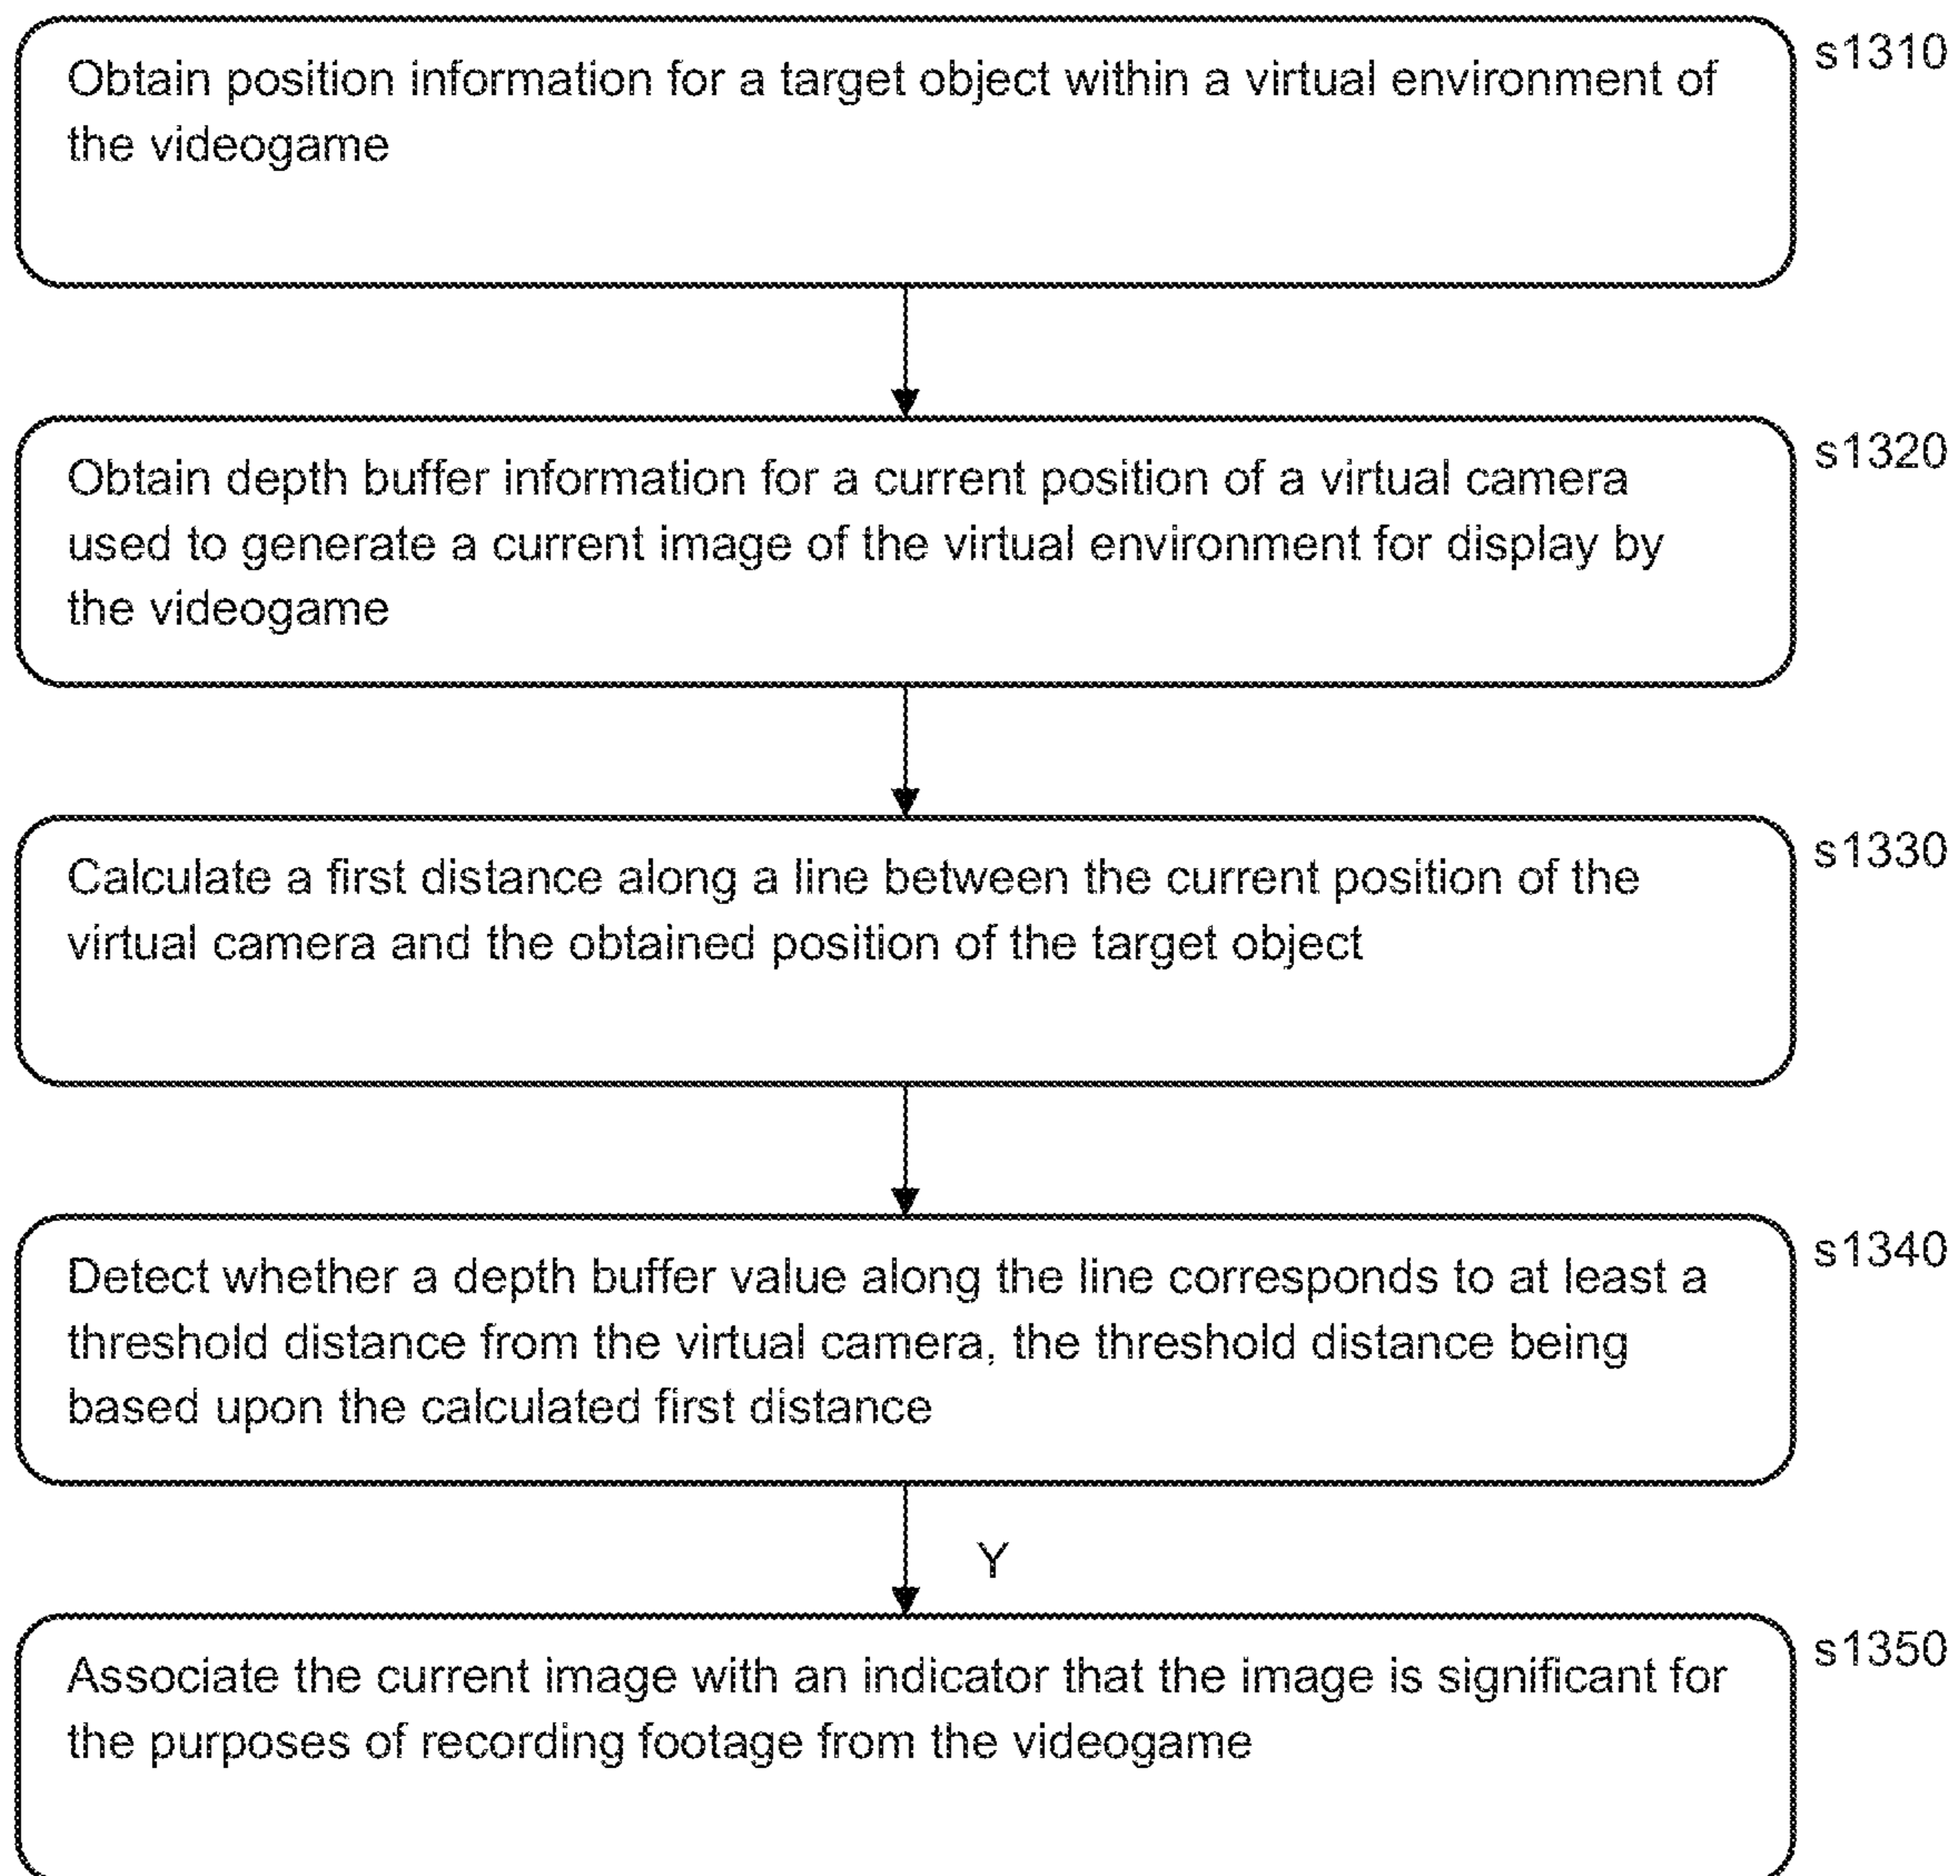 Obtain position information for a target object within a virtual environment of
the videogame
s1310
Obtain depth buffer information for a current position of a virtual camera
used to generate a current image of the virtual environment for display by
the videogame
s1320
Calculate a first distance along a line between the current position of the
virtual camera and the obtained position of the target object
s1330
Detect whether a depth buffer value along the line corresponds to at least a
threshold distance from the virtual camera, the threshold distance being
based upon the calculated first distance
s1340
Y
Associate the current image with an indicator that the image is significant for
the purposes of recording footage from the videogame
s1350